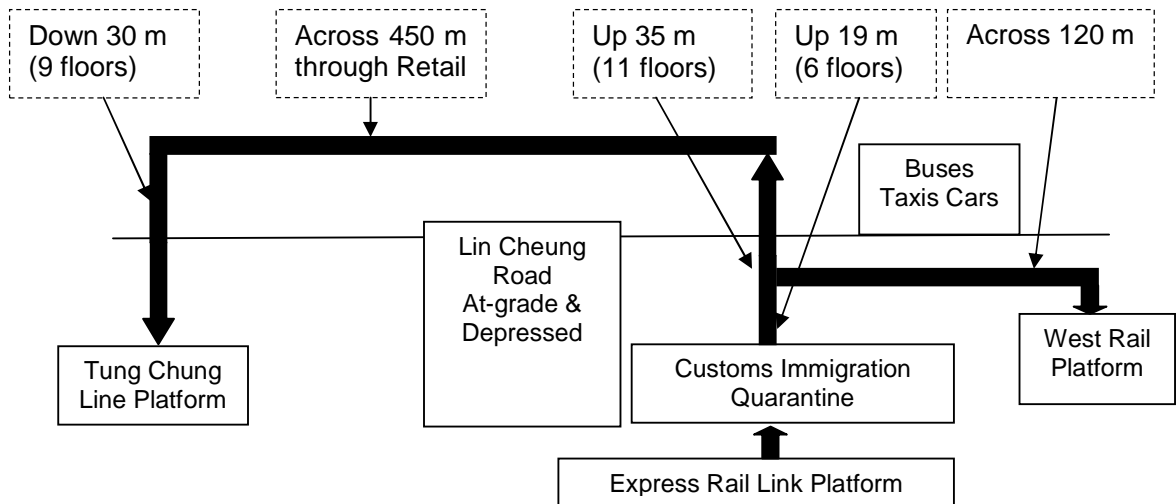 Down 30 m
(9 floors)
Across 450 m
through Retail
Up 35 m
(11 floors)
Up 19 m
(6 floors)
Across 120 m
Buses
Taxis Cars
Lin Cheung
Road
At-grade &
Depressed
Tung Chung
Line Platform
Customs Immigration
Quarantine
West Rail
Platform
Express Rail Link Platform